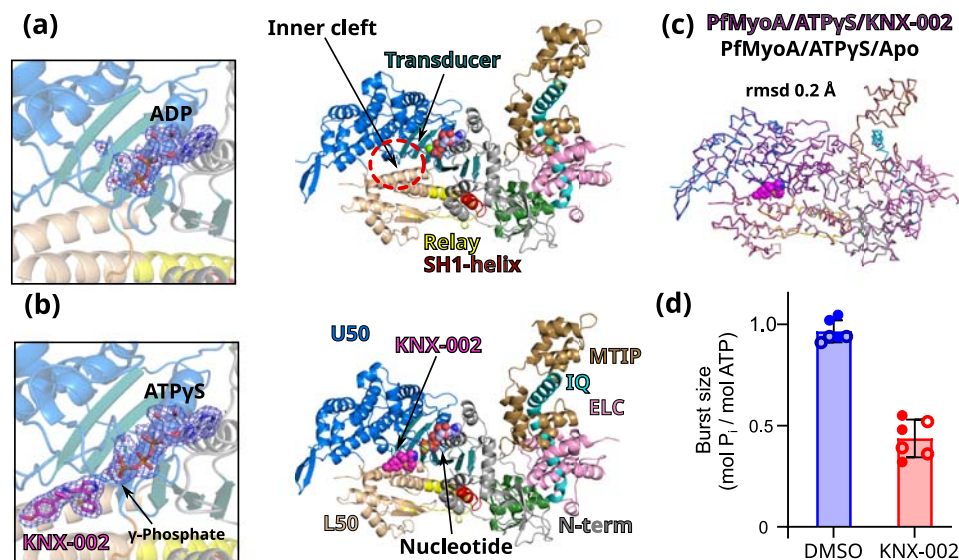 (a)
Inner cleft
Transducer
ADP
Relay
SH1-helix
(b)
U50
KNX-002
MTIP
IQ
ELC
ATPγS
γ-Phosphate
KNX-002
L50
Nucleotide
N-term
(c)
PfMyoA/ATPγS/KNX-002
PfMyoA/ATPγS/Apo
rmsd 0.2 Å
(d)
Burst size
(mol Pi / mol ATP)
1.0
0.5
0
DMSO
KNX-002